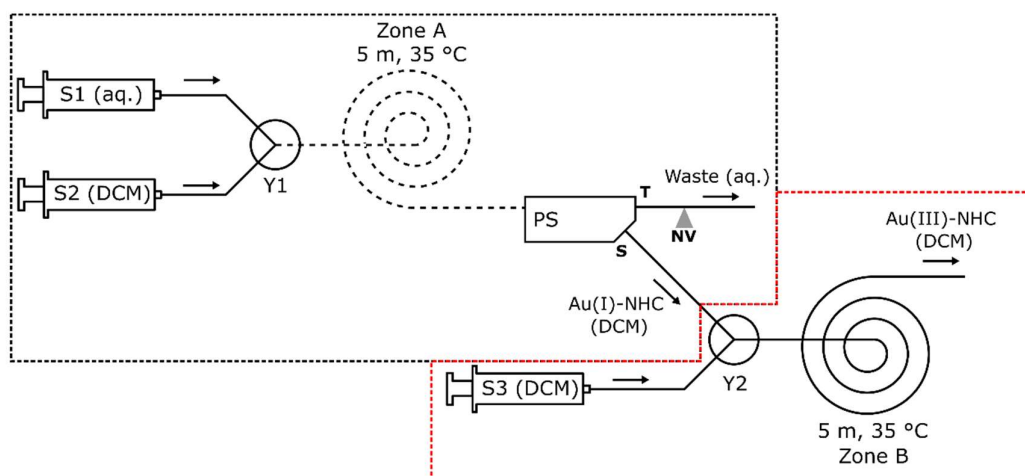 Zone A
5 m, 35 °C
S1 (aq.)
S2 (DCM)
Y1
Waste (aq.)
T
PS
NV
S
Au(III)-NHC
(DCM)
Au(I)-NHC
(DCM)
Y2
S3 (DCM)
5 m, 35 °C
Zone B